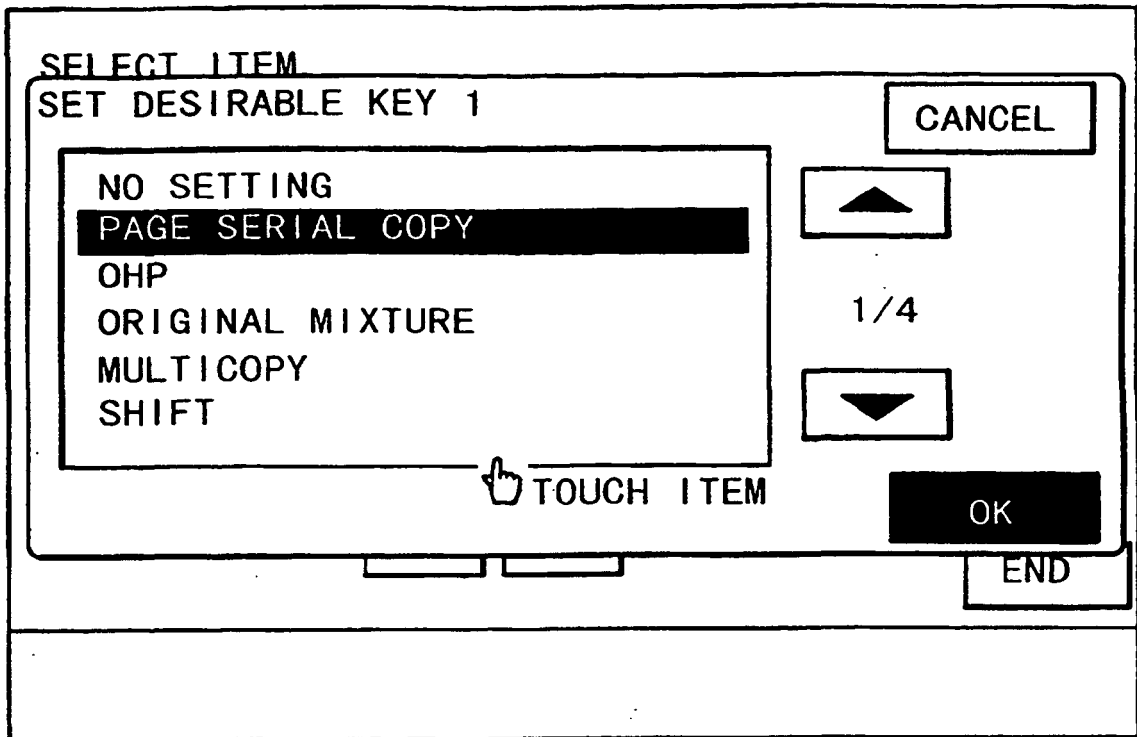 SELECT ITEM
SET DESIRABLE KEY 1
CANCEL
NO SETTING
PAGE SERIAL COPY
OHP
ORIGINAL MIXTURE
1/4
MULTICOPY
SHIFT
TOUCH ITEM
OK
END